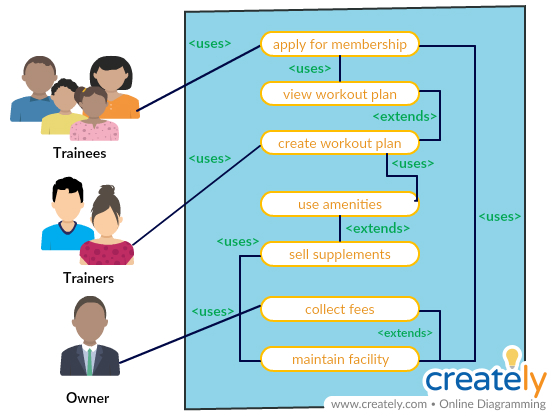 <uses>
apply for membership
<uses>
view workout plan
<extends>
Trainees
<uses>
create workout plan
<uses>
use amenities
<uses>
<extends>
<uses>
sell supplements
Trainers
<uses>
collect fees
<extends>
maintain facility
Owner
creately
www.creately.com • Online Diagramming